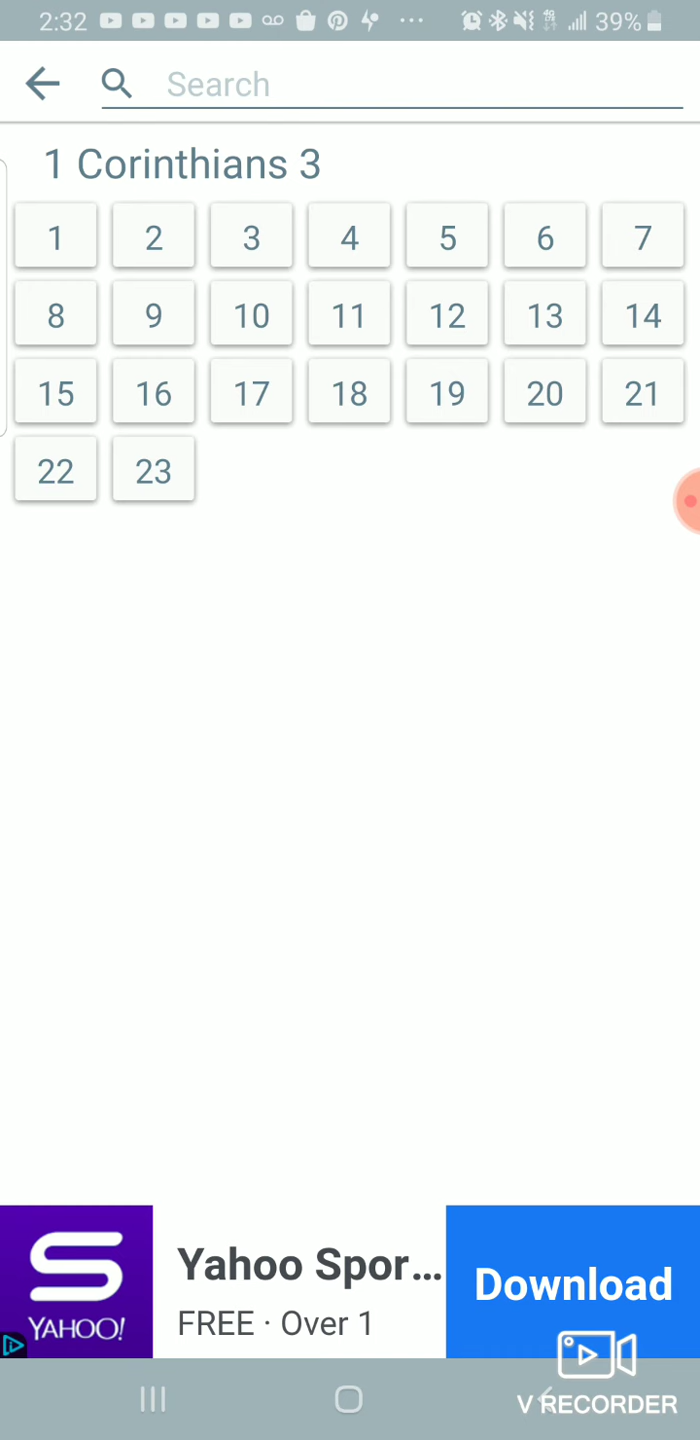 2:32 39%
Search
1 Corinthians 3
1 2 3 4 5 6 7
8 9 10 11 12 13 14
15 16 17 18 19 20 21
22 23
Yahoo Spor...
Download
YAHOO!
FREE · Over 1
V RECORDER